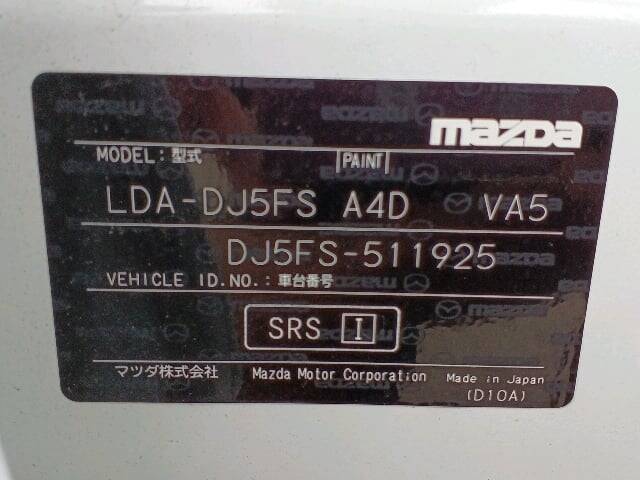 mazda
MODEL:型式 PAINT
LDA-DJ5FS A4D VA5
DJ5FS-511925
VEHICLE ID.NO.:車台番号
SRS I
マツダ株式会社 Mazda Motor Corporation Made in Japan
(D10A)